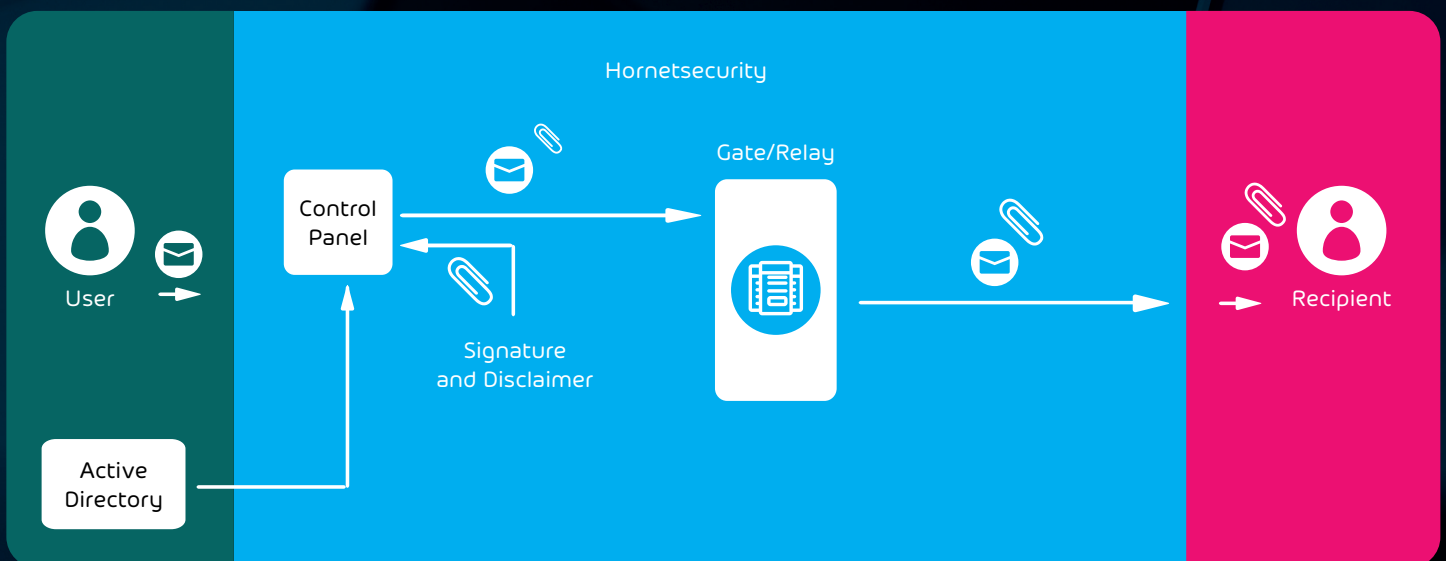 Hornetsecurity
Gate/Relay
Control
Panel
User
Recipient
Signature
and Disclaimer
Active
Directory